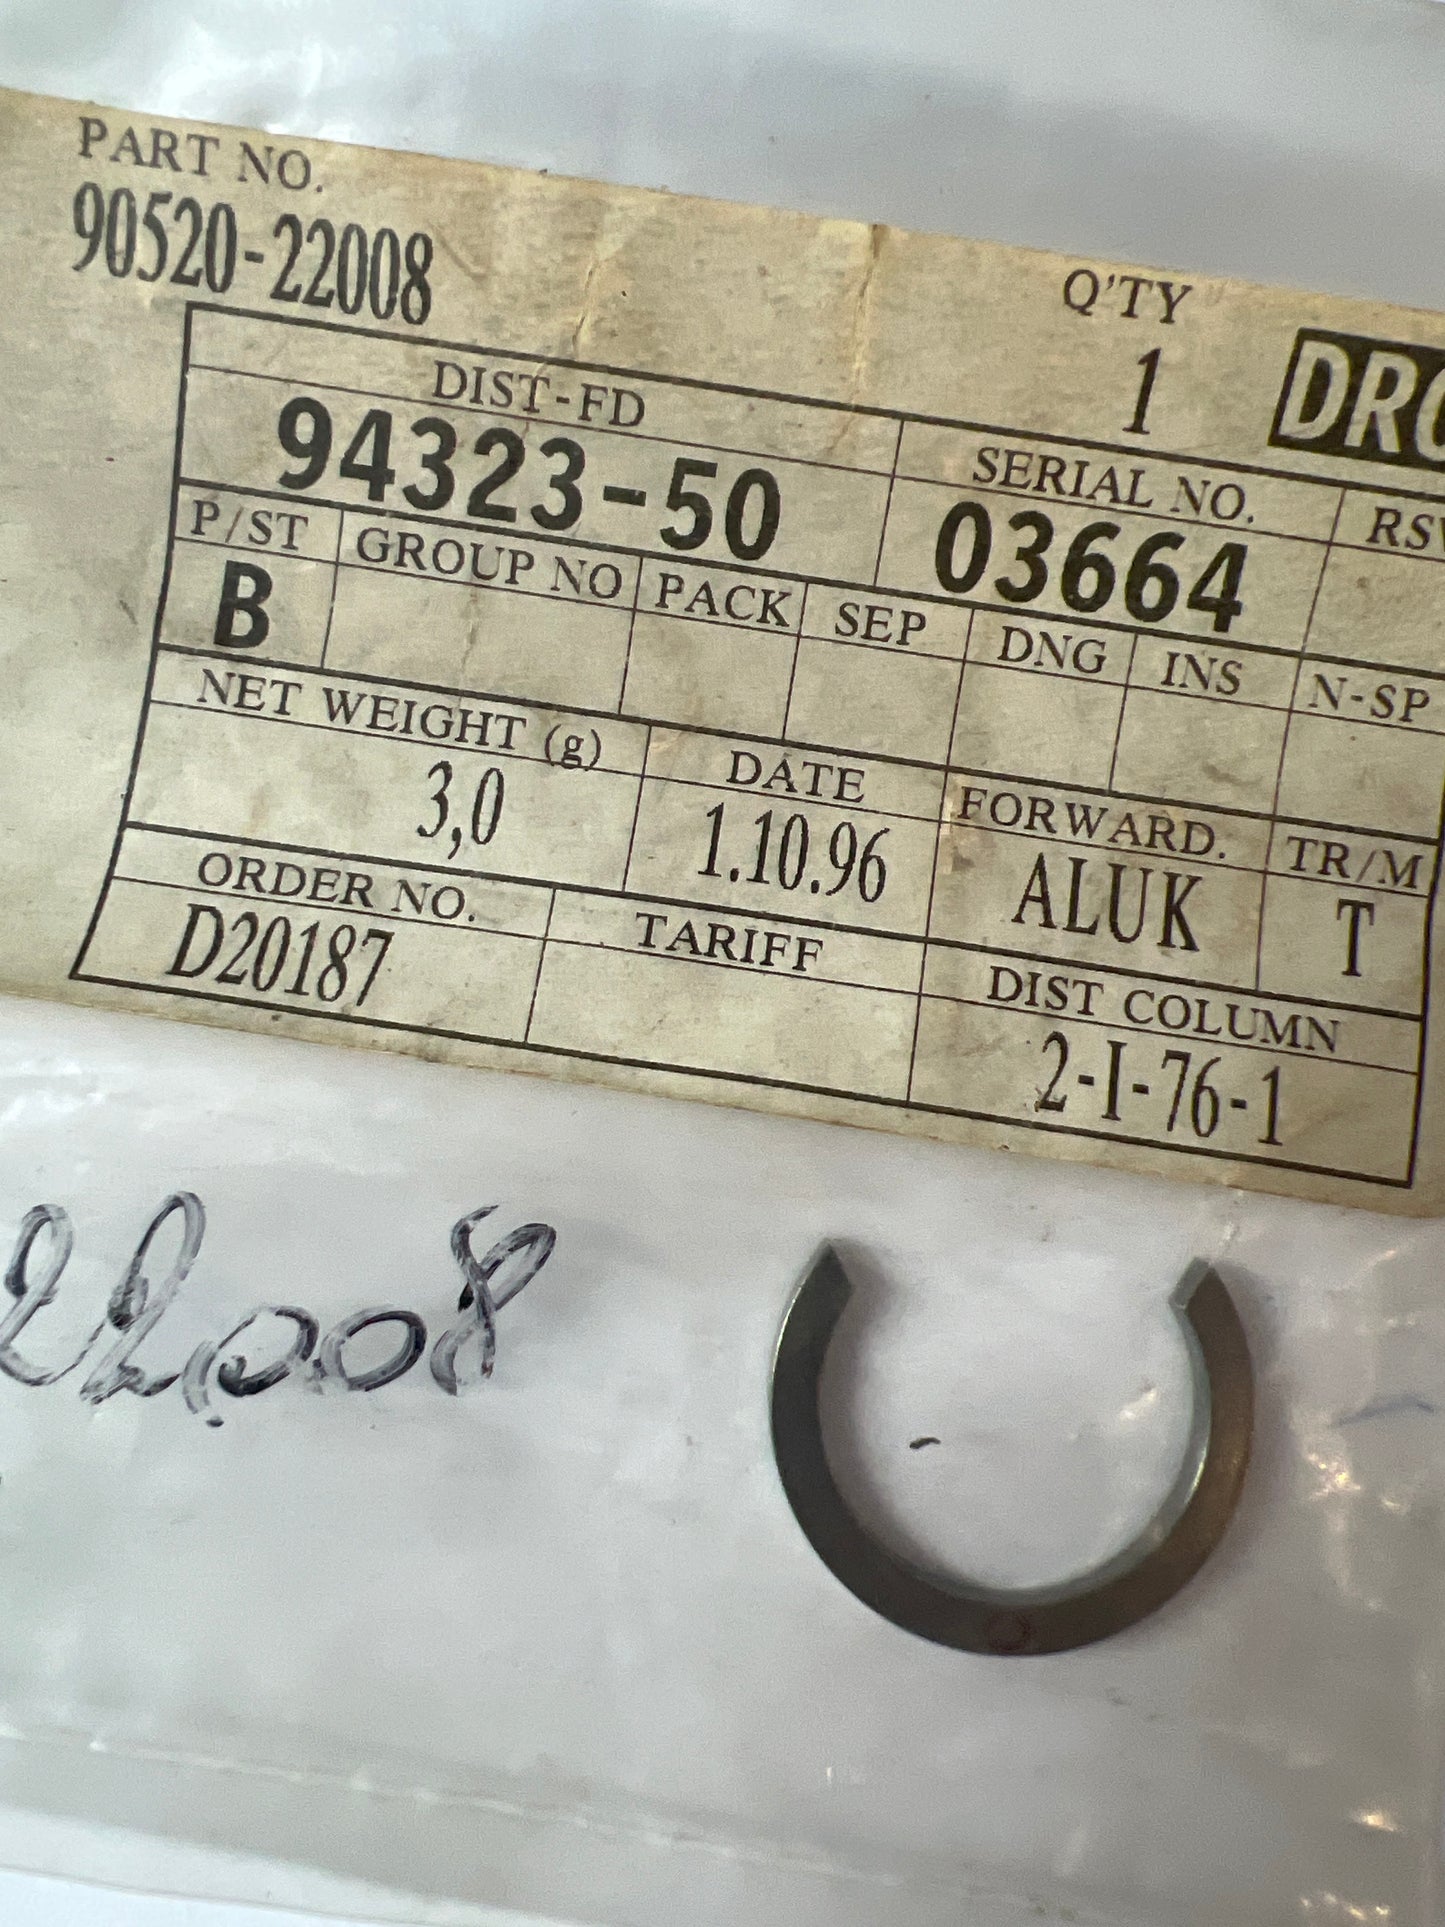 PART NO.
90520-22008
Q'TY
1
DIST-FD
94323-50
SERIAL NO.
03664
P/ST GROUP NO PACK SEP DNG INS N-SP
B
NET WEIGHT (g) DATE FORWARD. TR/M
3,0 1.10.96 ALUK T
ORDER NO. TARIFF DIST COLUMN
D20187 2-I-76-1
22008